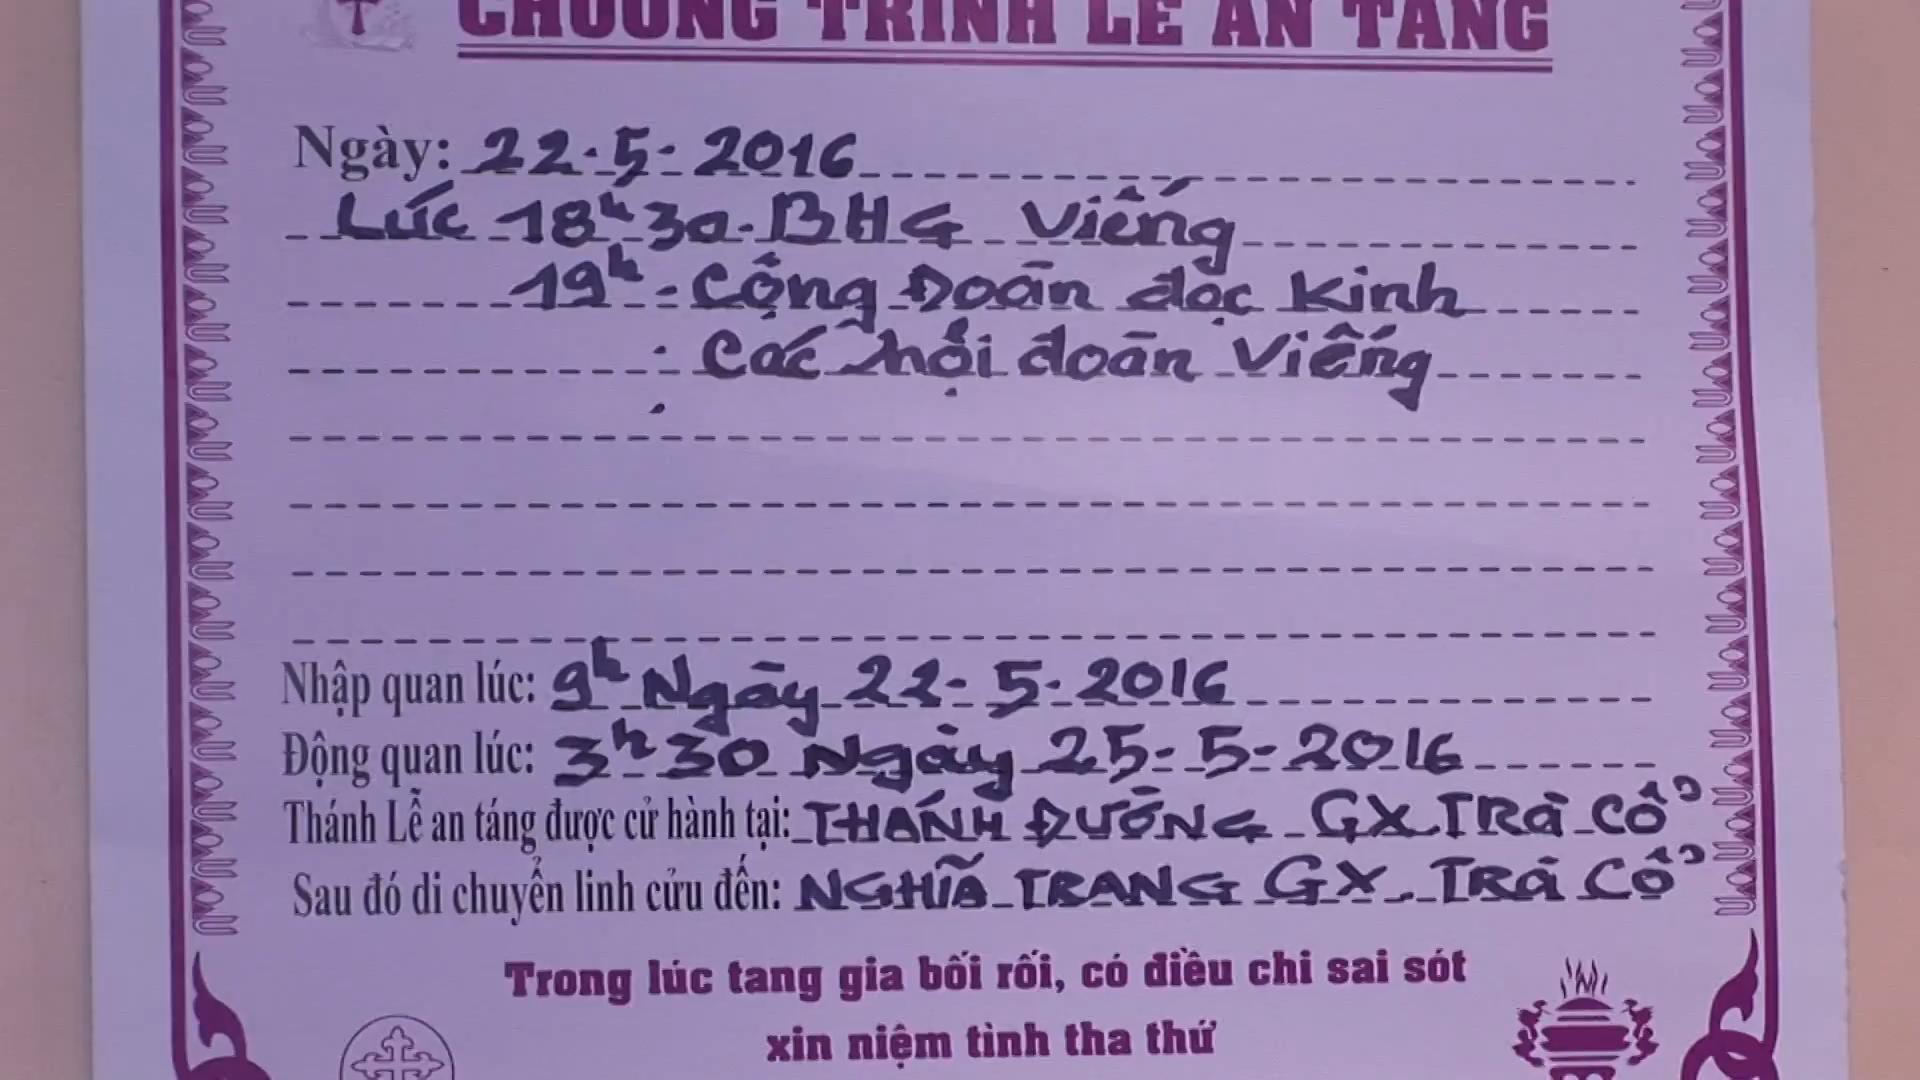 CHƯƠNG TRÌNH LỄ AN TÁNG
Ngày: 22.5.2016
Lúc 18h30. BHG Viếng
19h: Cộng Đoàn đọc Kinh
: Các hội đoàn Viếng
Nhập quan lúc: 9h Ngày 22-5-2016
Động quan lúc: 3h30 Ngày 25-5-2016
Thánh Lễ an táng được cử hành tại: THÁNH ĐƯỜNG GX TRÀ CỔ
Sau đó di chuyển linh cửu đến: NGHĨA TRANG GX. TRÀ CỔ
Trong lúc tang gia bối rối, có điều chi sai sót
xin niệm tình tha thứ